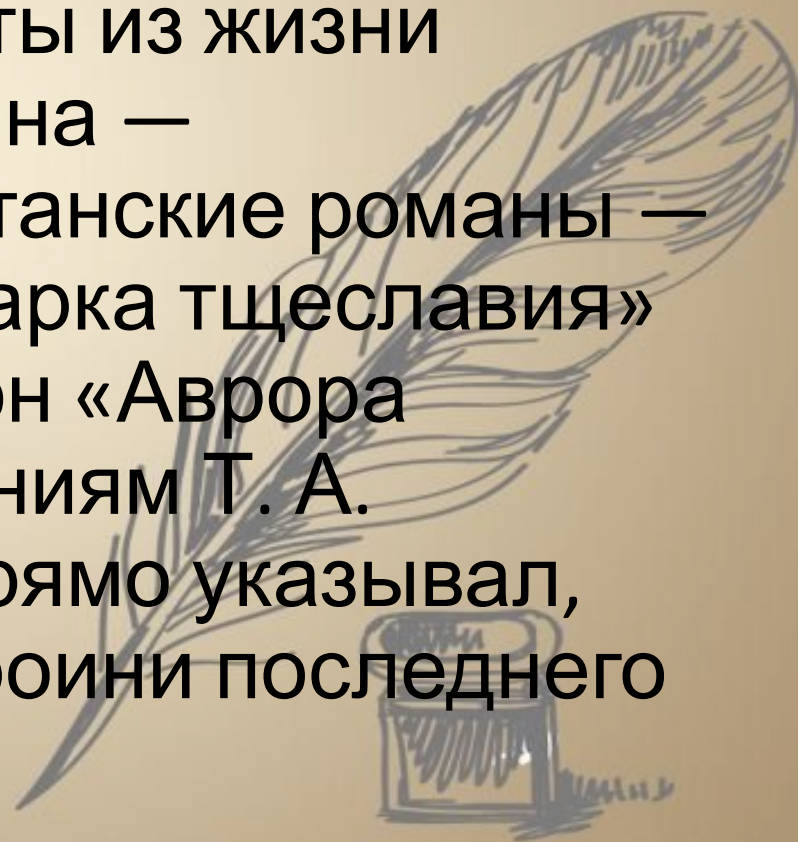 ты из жизни
на —
танские романы —
арка тщеславия»
он «Аврора
ниям Т. А.
рямо указывал,
роини последнего